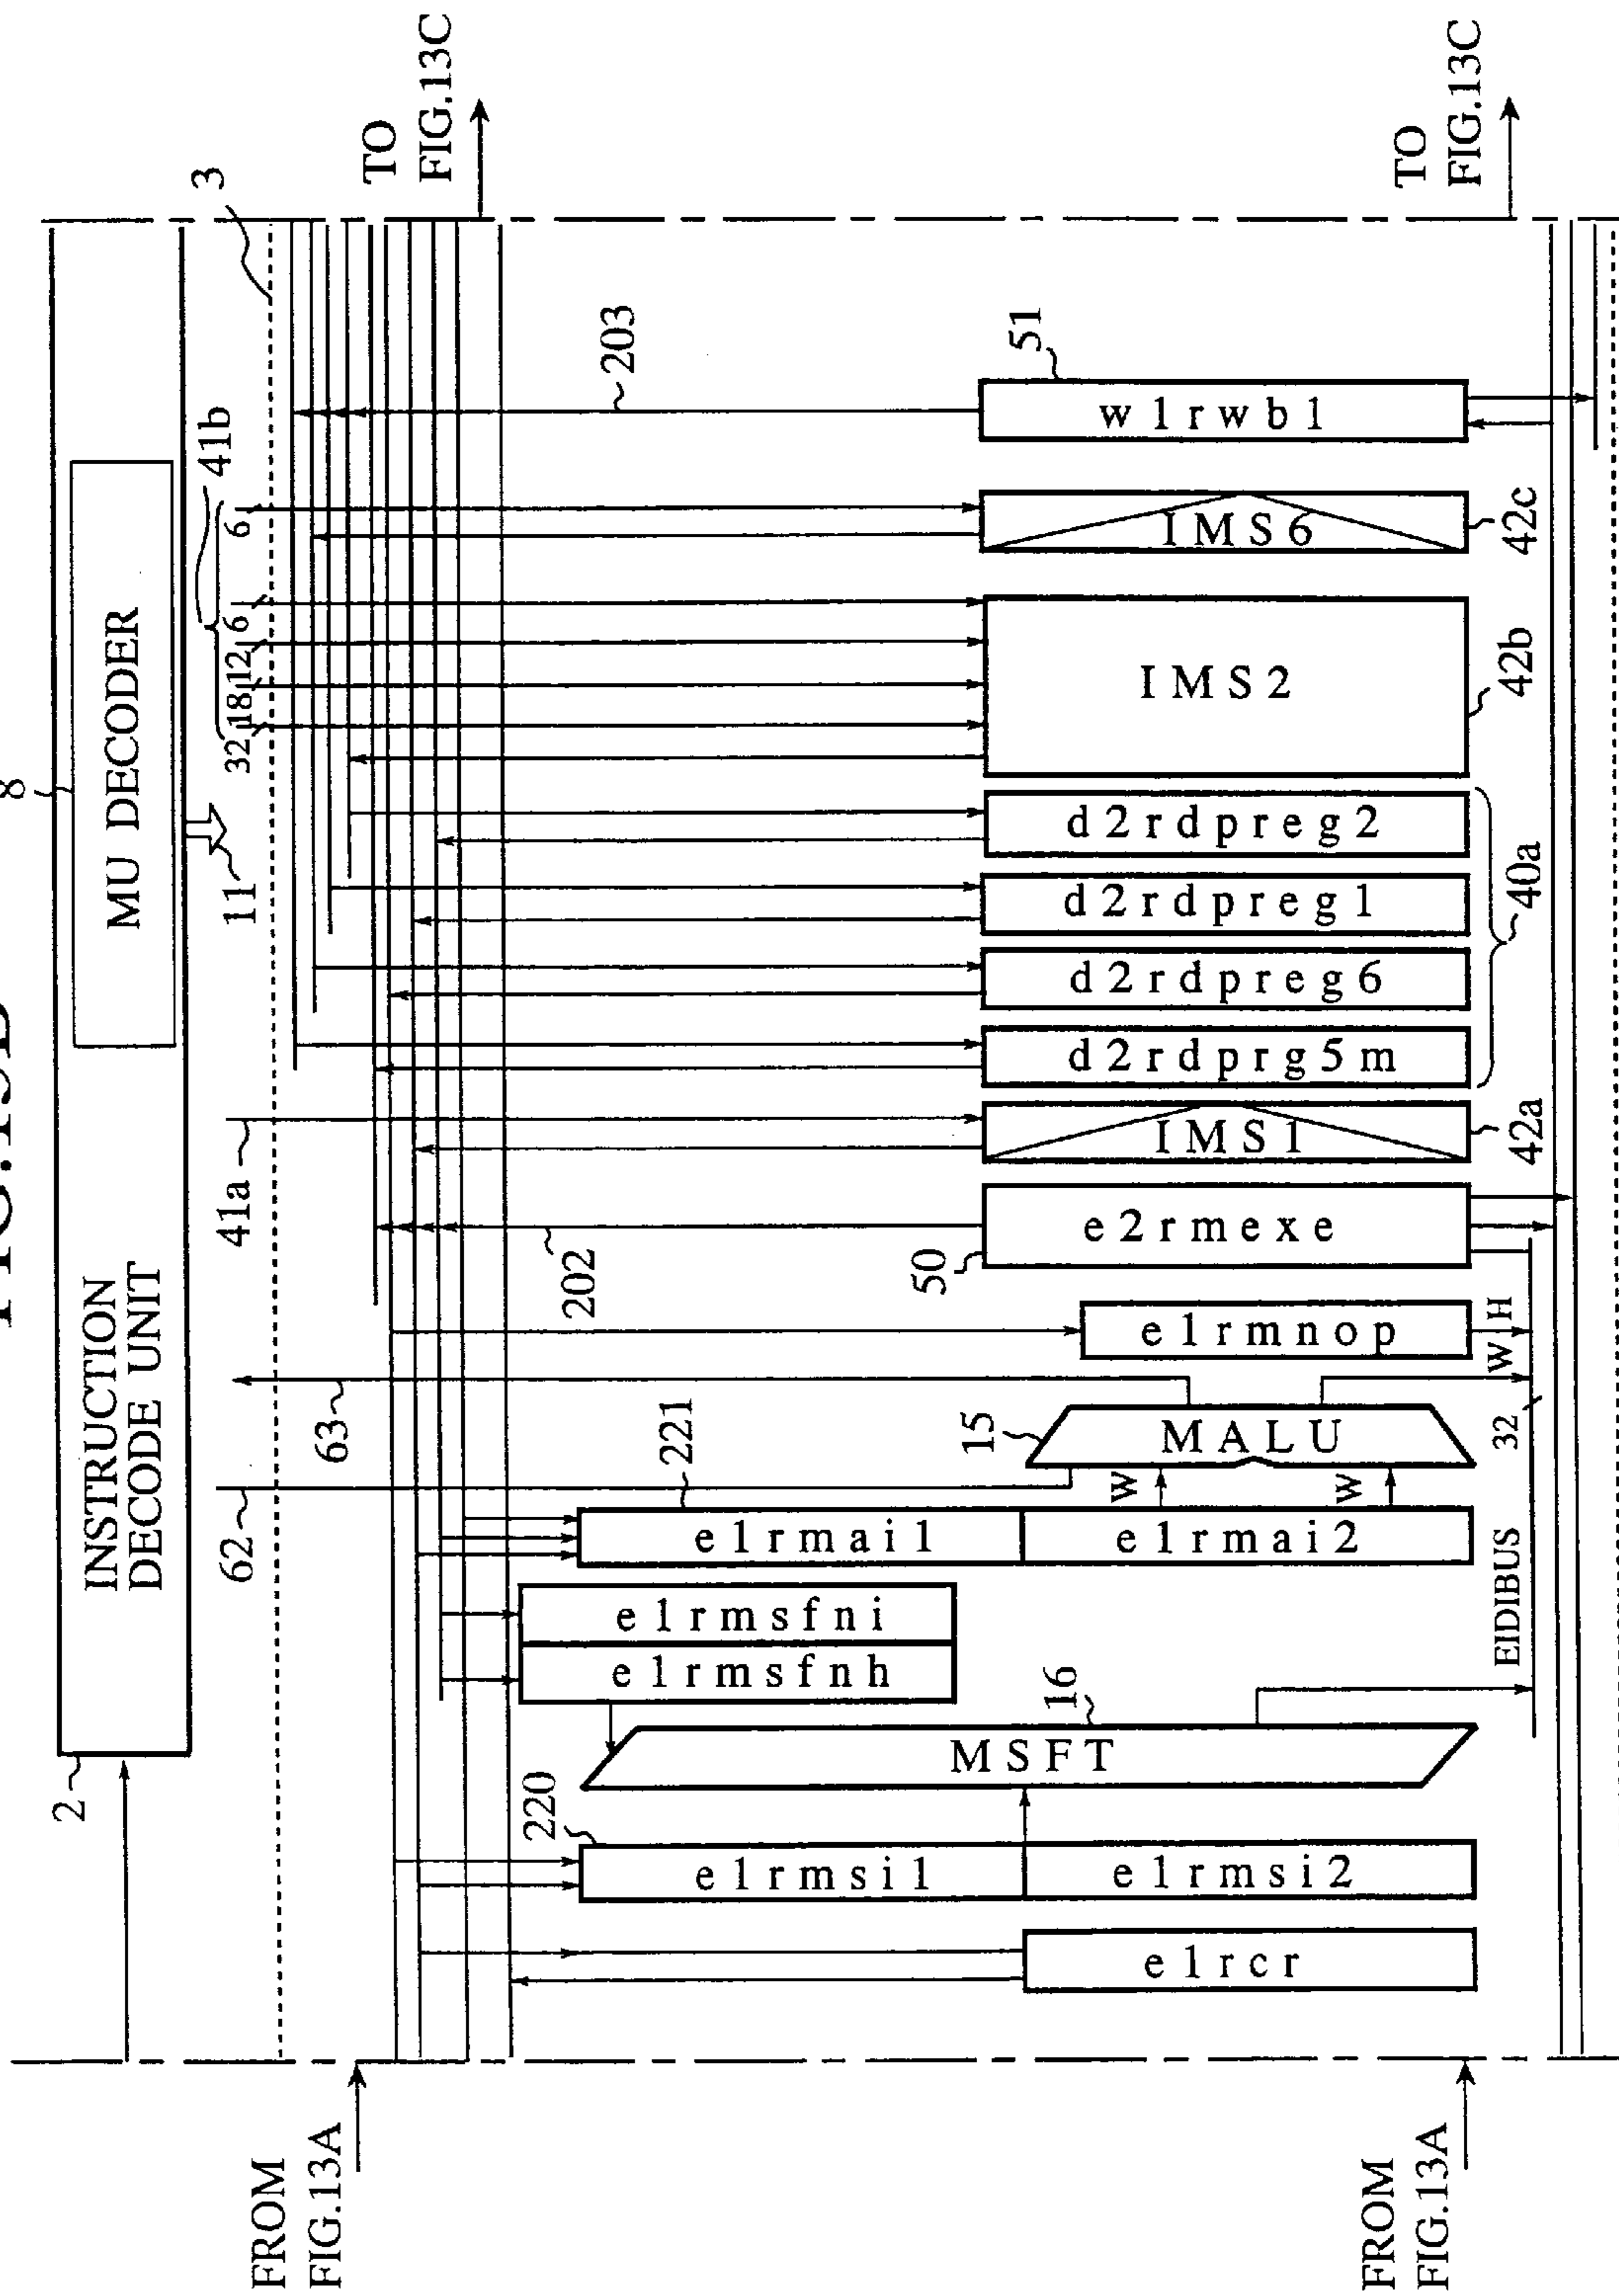 8
MU DECODER
INSTRUCTION
DECODE UNIT
2
11
41b
3
TO
FIG.13C
41a
32
18
12
6
6
62
63
202
203
FROM
FIG.13A
220
221
15
50
51
16
e1rcr
e1rmsi1
e1rmsi2
MSFT
e1rmsfnh
e1rmsfni
e1rmai1
e1rmai2
W
W
MALU
e1rmnop
e2rmexe
IMS1
d2rdprg5m
d2rdpreg6
d2rdpreg1
d2rdpreg2
IMS2
IMS6
w1rwb1
EIDIBUS
32
W
H
42a
40a
42b
42c
FROM
FIG.13A
TO
FIG.13C